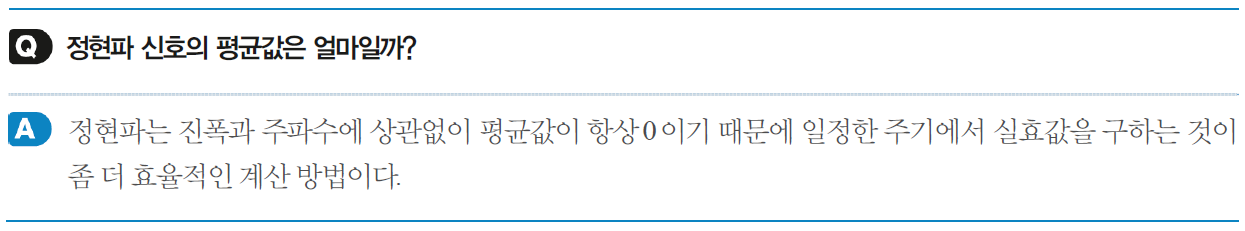 Q 정현파 신호의 평균값은 얼마일까?
A 정현파는 진폭과 주파수에 상관없이 평균값이 항상 0이기 때문에 일정한 주기에서 실효값을 구하는 것이
좀 더 효율적인 계산 방법이다.